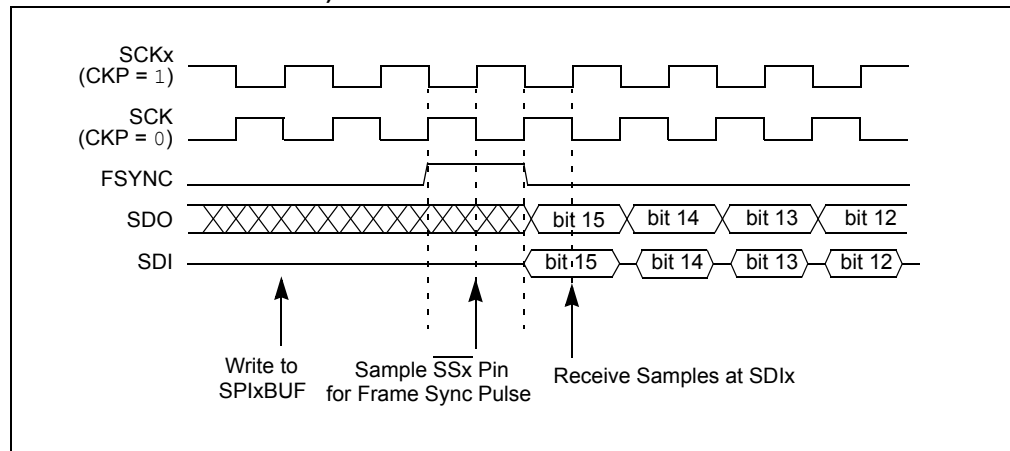 SCKx
(CKP = 1)
SCK
(CKP = 0)
FSYNC
SDO
bit 15 bit 14 bit 13 bit 12
SDI
bit 15 bit 14 bit 13 bit 12
Write to
SPIxBUF
Sample SSx Pin
for Frame Sync Pulse
Receive Samples at SDIx